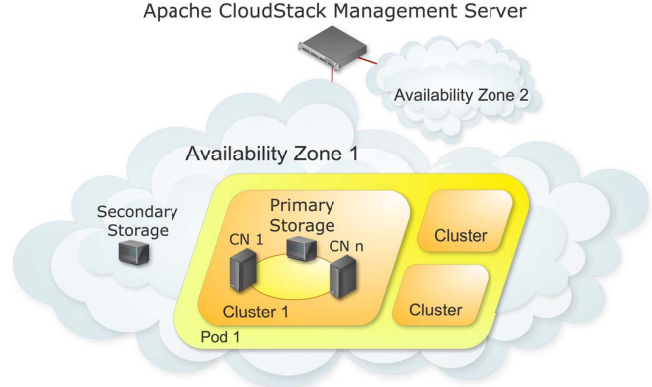 Apache CloudStack Management Server
Availability Zone 2
Availability Zone 1
Secondary
Storage
Primary
Storage
CN 1
CN n
Cluster 1
Cluster
Cluster
Pod 1